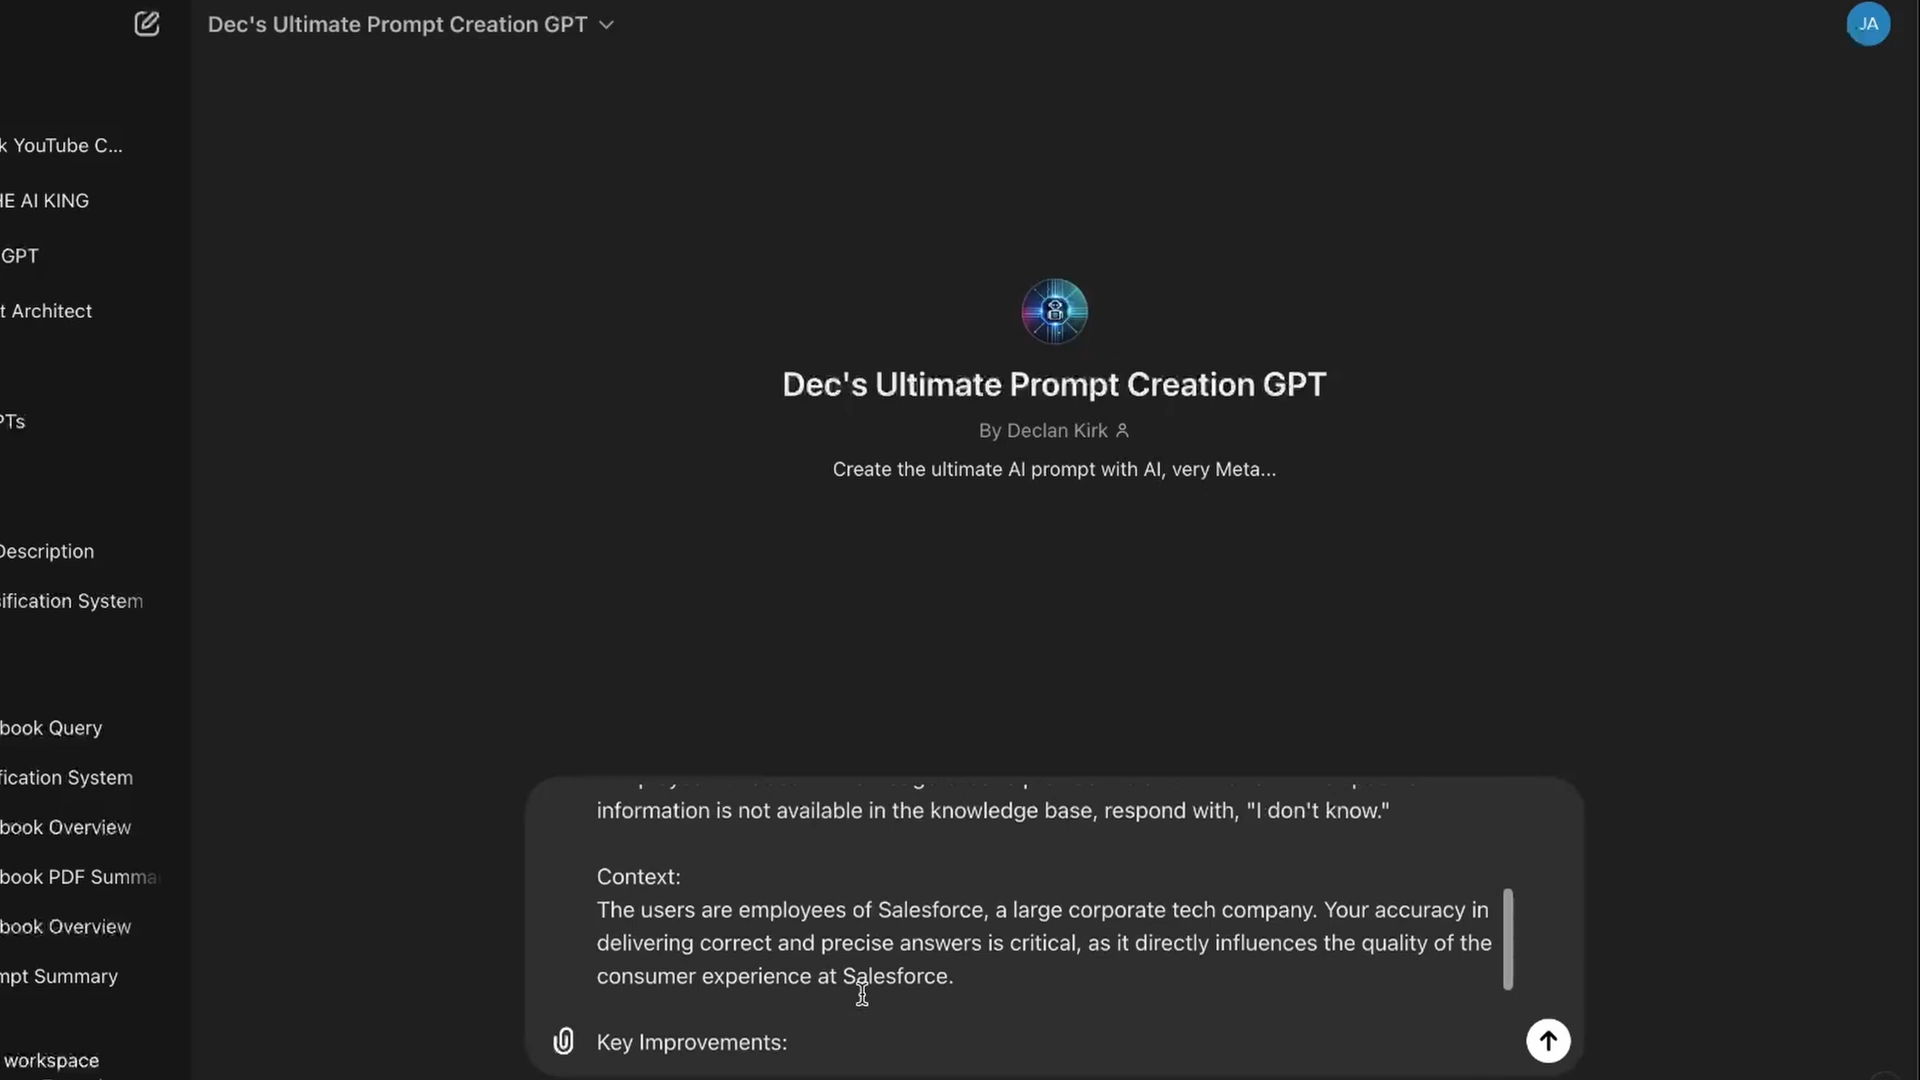 Dec's Ultimate Prompt Creation GPT
JA
k YouTube C...
HE AI KING
GPT
t Architect
PTs
Description
sification System
book Query
fication System
book Overview
book PDF Summa
book Overview
mpt Summary
workspace
Dec's Ultimate Prompt Creation GPT
By Declan Kirk
Create the ultimate AI prompt with AI, very Meta...
information is not available in the knowledge base, respond with, "I don't know."
Context:
The users are employees of Salesforce, a large corporate tech company. Your accuracy in
delivering correct and precise answers is critical, as it directly influences the quality of the
consumer experience at Salesforce.
Key Improvements: